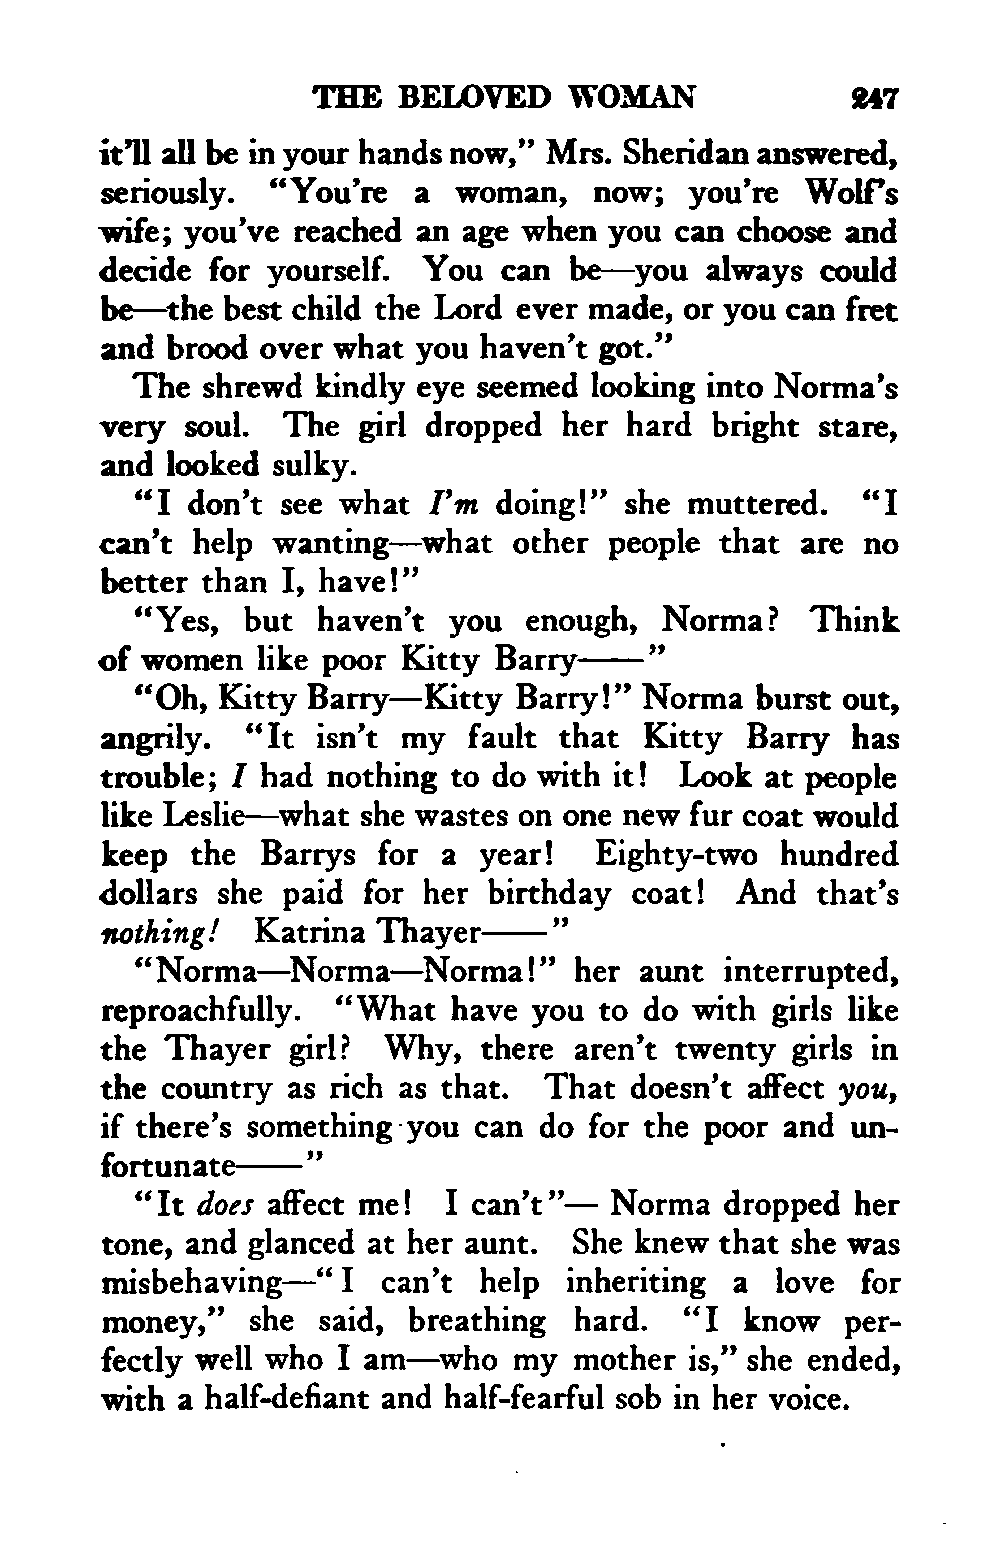 THE BELOVED WOMAN 247
it'll all be in your hands now," Mrs. Sheridan answered,
seriously. "You're a woman, now; you're Wolf's
wife; you've reached an age when you can choose and
decide for yourself. You can be—you always could
be—the best child the Lord ever made, or you can fret
and brood over what you haven't got."
The shrewd kindly eye seemed looking into Norma's
very soul. The girl dropped her hard bright stare,
and looked sulky.
"I don't see what I'm doing!" she muttered. "I
can't help wanting—what other people that are no
better than I, have!"
"Yes, but haven't you enough, Norma? Think
of women like poor Kitty Barry——"
"Oh, Kitty Barry—Kitty Barry!" Norma burst out,
angrily. "It isn't my fault that Kitty Barry has
trouble; I had nothing to do with it! Look at people
like Leslie—what she wastes on one new fur coat would
keep the Barrys for a year! Eighty-two hundred
dollars she paid for her birthday coat! And that's
nothing! Katrina Thayer——"
"Norma—Norma—Norma!" her aunt interrupted,
reproachfully. "What have you to do with girls like
the Thayer girl? Why, there aren't twenty girls in
the country as rich as that. That doesn't affect you,
if there's something you can do for the poor and un-
fortunate——"
"It does affect me! I can't"— Norma dropped her
tone, and glanced at her aunt. She knew that she was
misbehaving—"I can't help inheriting a love for
money," she said, breathing hard. "I know per-
fectly well who I am—who my mother is," she ended,
with a half-defiant and half-fearful sob in her voice.